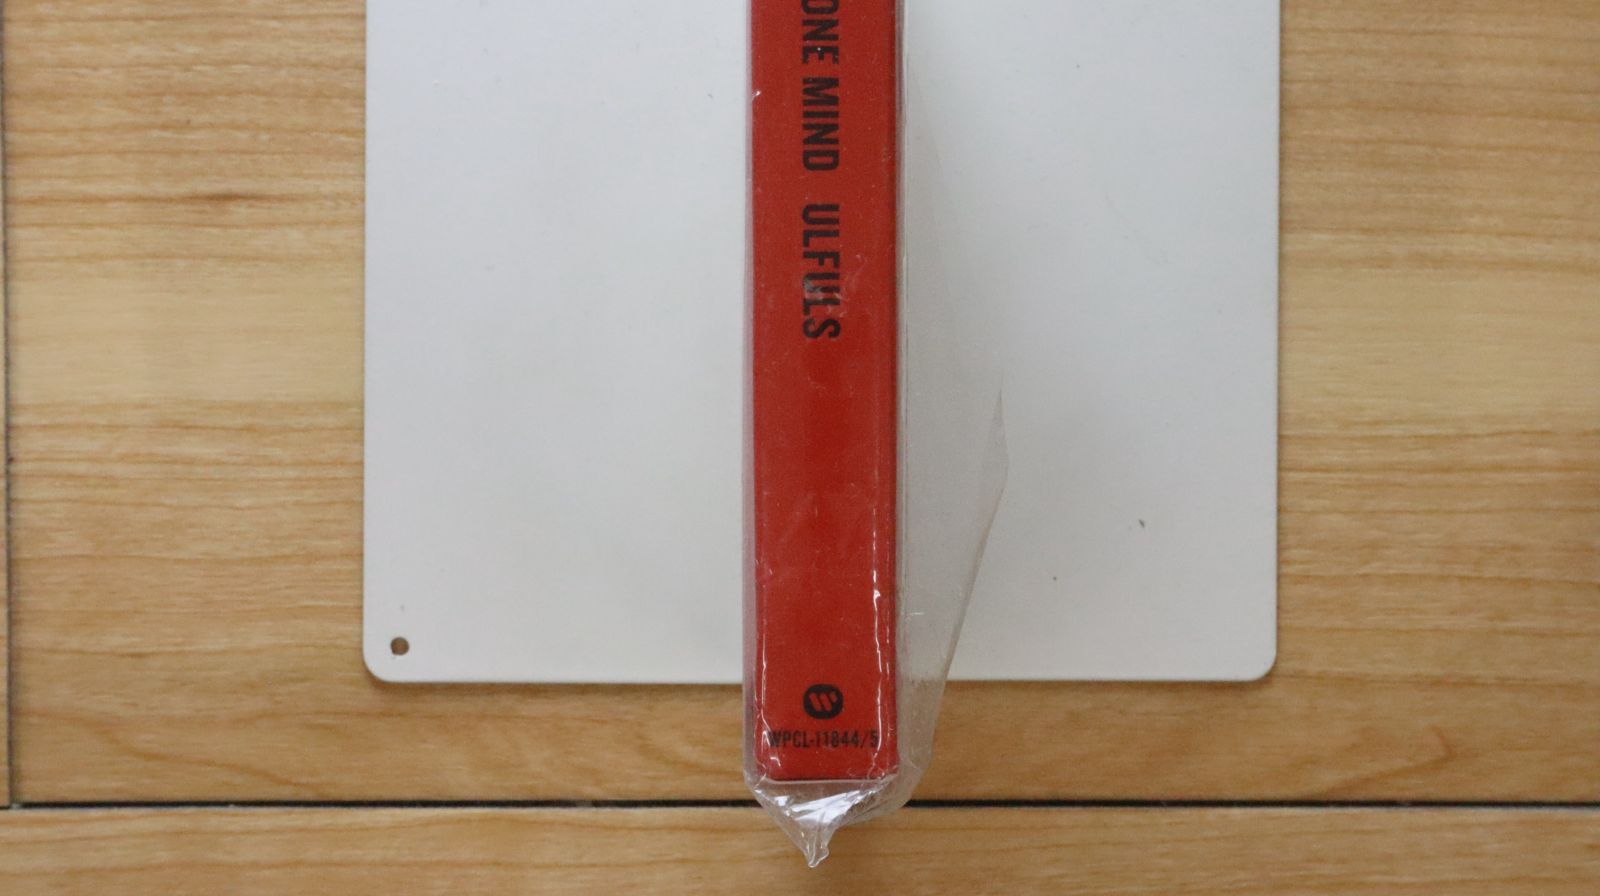 ONE MIND ULFULS
WPCL-11844/5